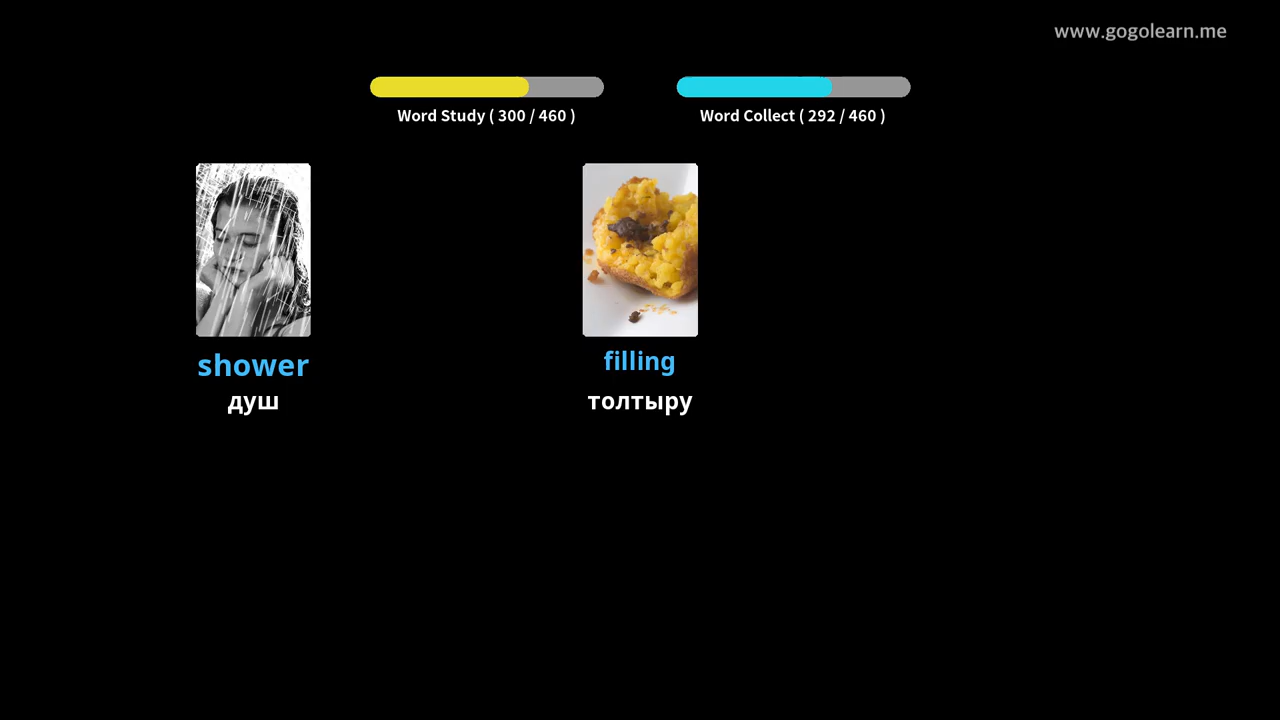 www.gogolearn.me
Word Study ( 300 / 460 )
Word Collect ( 292 / 460 )
shower
душ
filling
толтыру